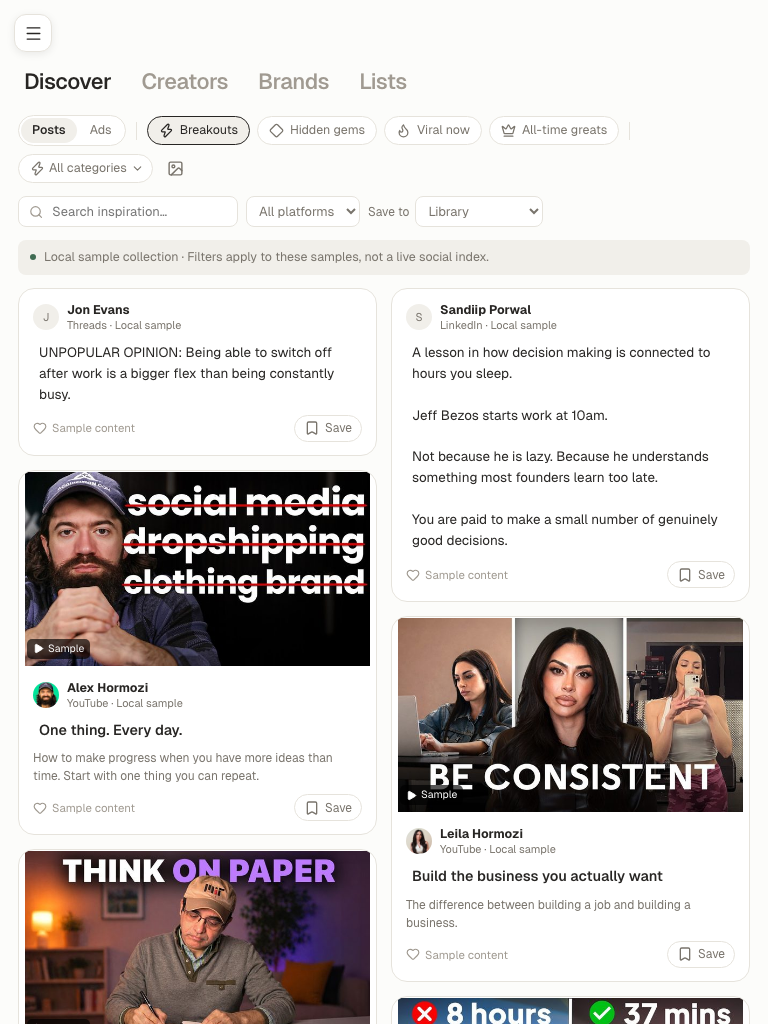 Discover Creators Brands Lists
Posts Ads Breakouts Hidden gems Viral now All-time greats
All categories
Search inspiration... All platforms Save to Library
Local sample collection · Filters apply to these samples, not a live social index.
J Jon Evans
Threads · Local sample
UNPOPULAR OPINION: Being able to switch off
after work is a bigger flex than being constantly
busy.
Sample content Save
social media
dropshipping
clothing brand
Sample
Alex Hormozi
YouTube · Local sample
One thing. Every day.
How to make progress when you have more ideas than
time. Start with one thing you can repeat.
Sample content Save
THINK ON PAPER
MIT
S Sandiip Porwal
LinkedIn · Local sample
A lesson in how decision making is connected to
hours you sleep.
Jeff Bezos starts work at 10am.
Not because he is lazy. Because he understands
something most founders learn too late.
You are paid to make a small number of genuinely
good decisions.
Sample content Save
BE CONSISTENT
Sample
Leila Hormozi
YouTube · Local sample
Build the business you actually want
The difference between building a job and building a
business.
Sample content Save
8 hours 37 mins